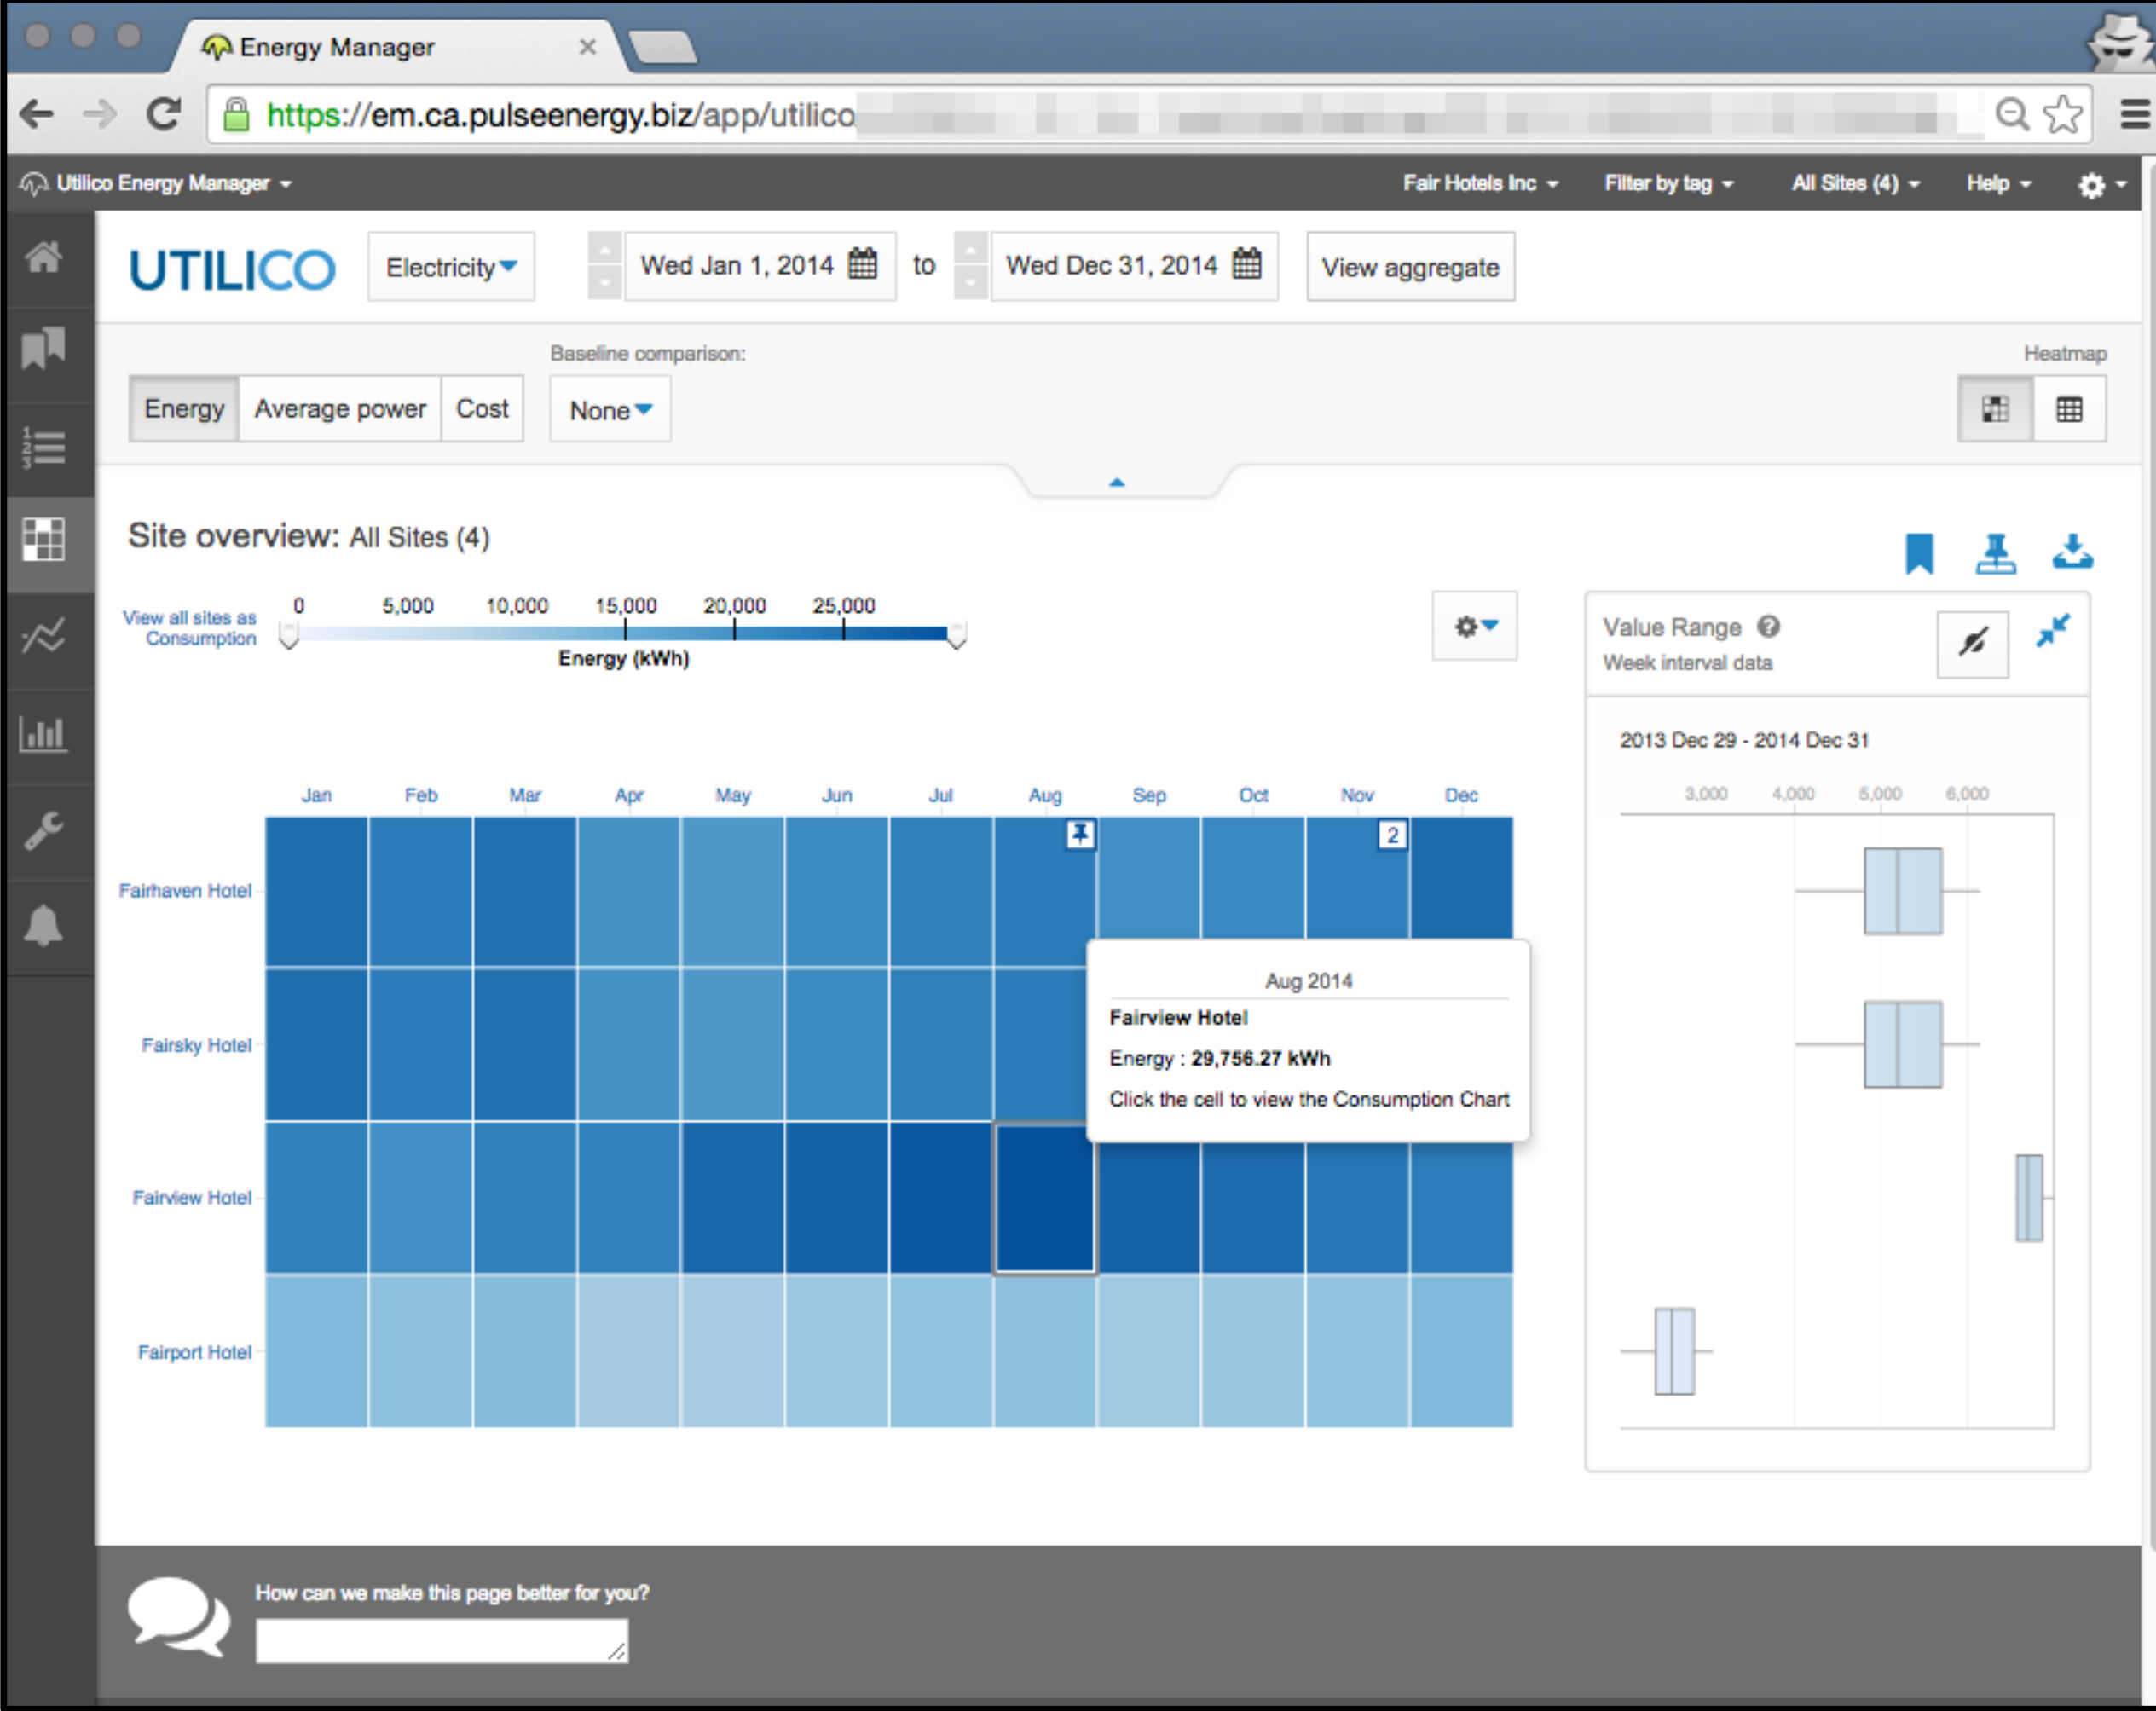 Energy Manager
https://em.ca.pulseenergy.biz/app/utilico
Utilico Energy Manager
Fair Hotels Inc
Filter by tag
All Sites (4)
Help
UTILICO
Electricity
Wed Jan 1, 2014
to
Wed Dec 31, 2014
View aggregate
Baseline comparison:
Heatmap
Energy
Average power
Cost
None
1
2
3
Site overview: All Sites (4)
View all sites as
Consumption
0 5,000 10,000 15,000 20,000 25,000
Energy (kWh)
Value Range ?
Week interval data
2013 Dec 29 - 2014 Dec 31
3,000 4,000 5,000 6,000
Jan Feb Mar Apr May Jun Jul Aug Sep Oct Nov Dec
2
Fairhaven Hotel
Fairsky Hotel
Fairview Hotel
Fairport Hotel
Aug 2014
Fairview Hotel
Energy : 29,756.27 kWh
Click the cell to view the Consumption Chart
How can we make this page better for you?